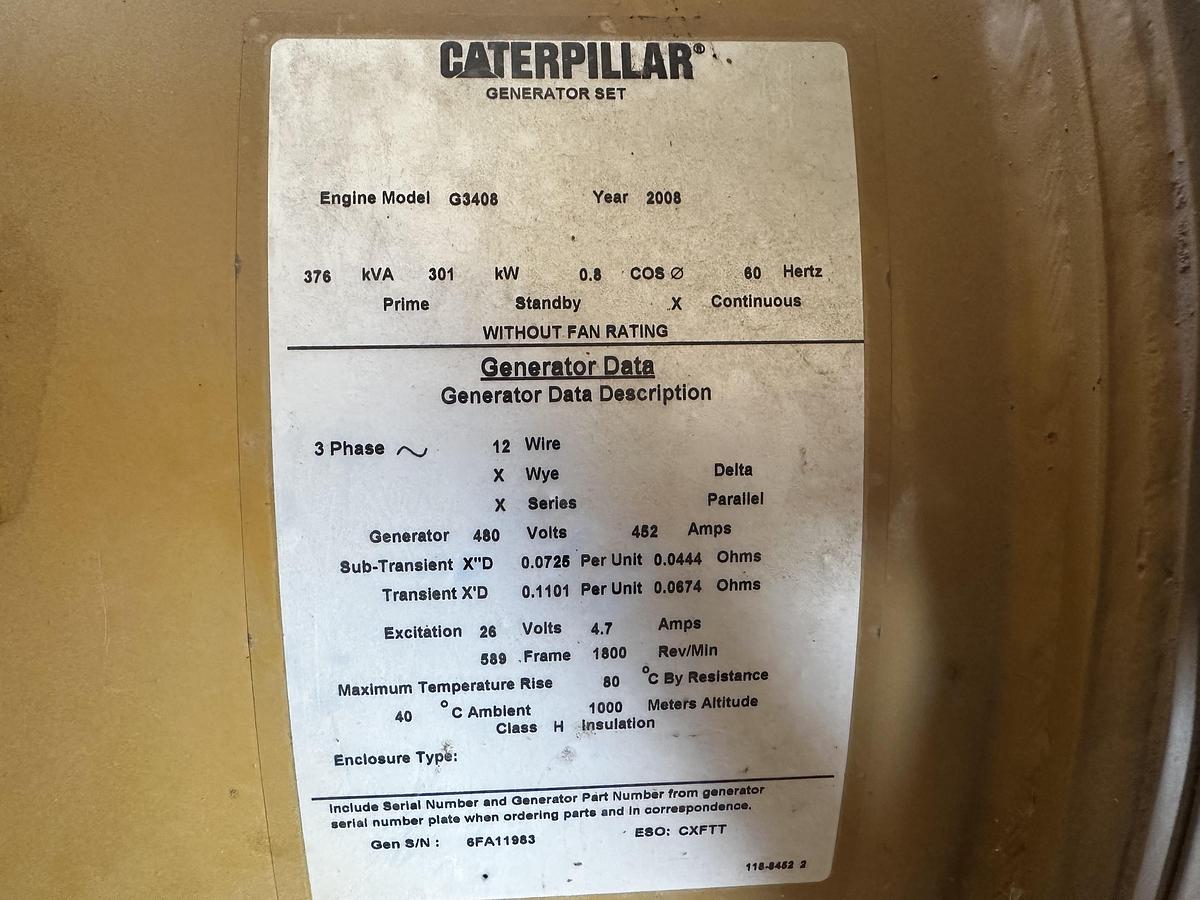 CATERPILLAR®
GENERATOR SET
Engine Model G3408 Year 2008
376 kVA 301 kW 0.8 COS Ø 60 Hertz
Prime Standby X Continuous
WITHOUT FAN RATING
Generator Data
Generator Data Description
3 Phase ~ 12 Wire
X Wye Delta
X Series Parallel
Generator 480 Volts 452 Amps
Sub-Transient X"D 0.0725 Per Unit 0.0444 Ohms
Transient X'D 0.1101 Per Unit 0.0674 Ohms
Excitation 26 Volts 4.7 Amps
589 Frame 1800 Rev/Min
Maximum Temperature Rise 80 °C By Resistance
40 °C Ambient 1000 Meters Altitude
Class H Insulation
Enclosure Type:
Include Serial Number and Generator Part Number from generator
serial number plate when ordering parts and in correspondence.
Gen S/N : 6FA11983 ESO: CXFTT
118-8452 2